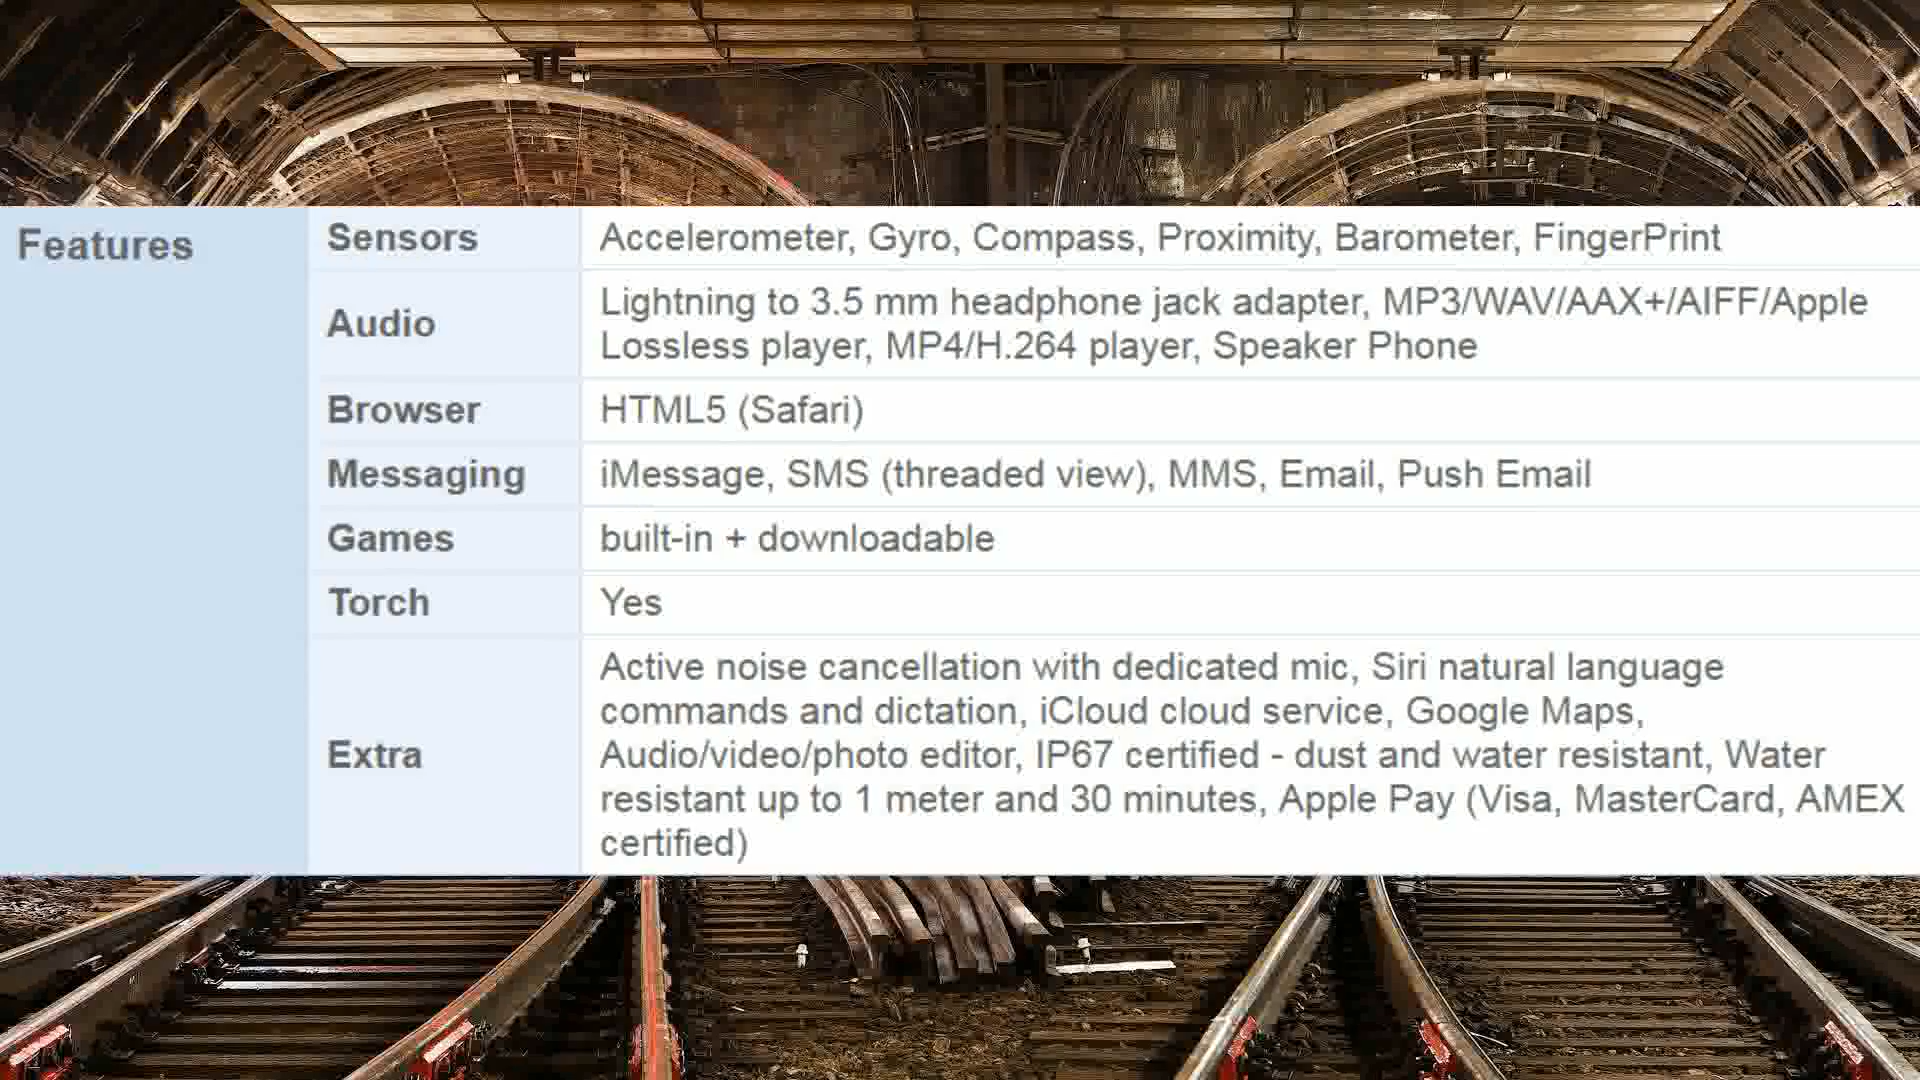 Features
Sensors
Accelerometer, Gyro, Compass, Proximity, Barometer, FingerPrint
Audio
Lightning to 3.5 mm headphone jack adapter, MP3/WAV/AAX+/AIFF/Apple
Lossless player, MP4/H.264 player, Speaker Phone
Browser
HTML5 (Safari)
Messaging
iMessage, SMS (threaded view), MMS, Email, Push Email
Games
built-in + downloadable
Torch
Yes
Extra
Active noise cancellation with dedicated mic, Siri natural language
commands and dictation, iCloud cloud service, Google Maps,
Audio/video/photo editor, IP67 certified - dust and water resistant, Water
resistant up to 1 meter and 30 minutes, Apple Pay (Visa, MasterCard, AMEX
certified)